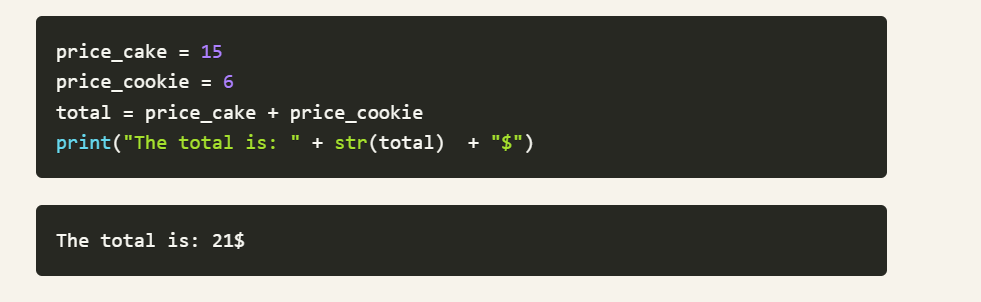 price_cake = 15
price_cookie = 6
total = price_cake + price_cookie
print("The total is: " + str(total)  + "$")
The total is: 21$